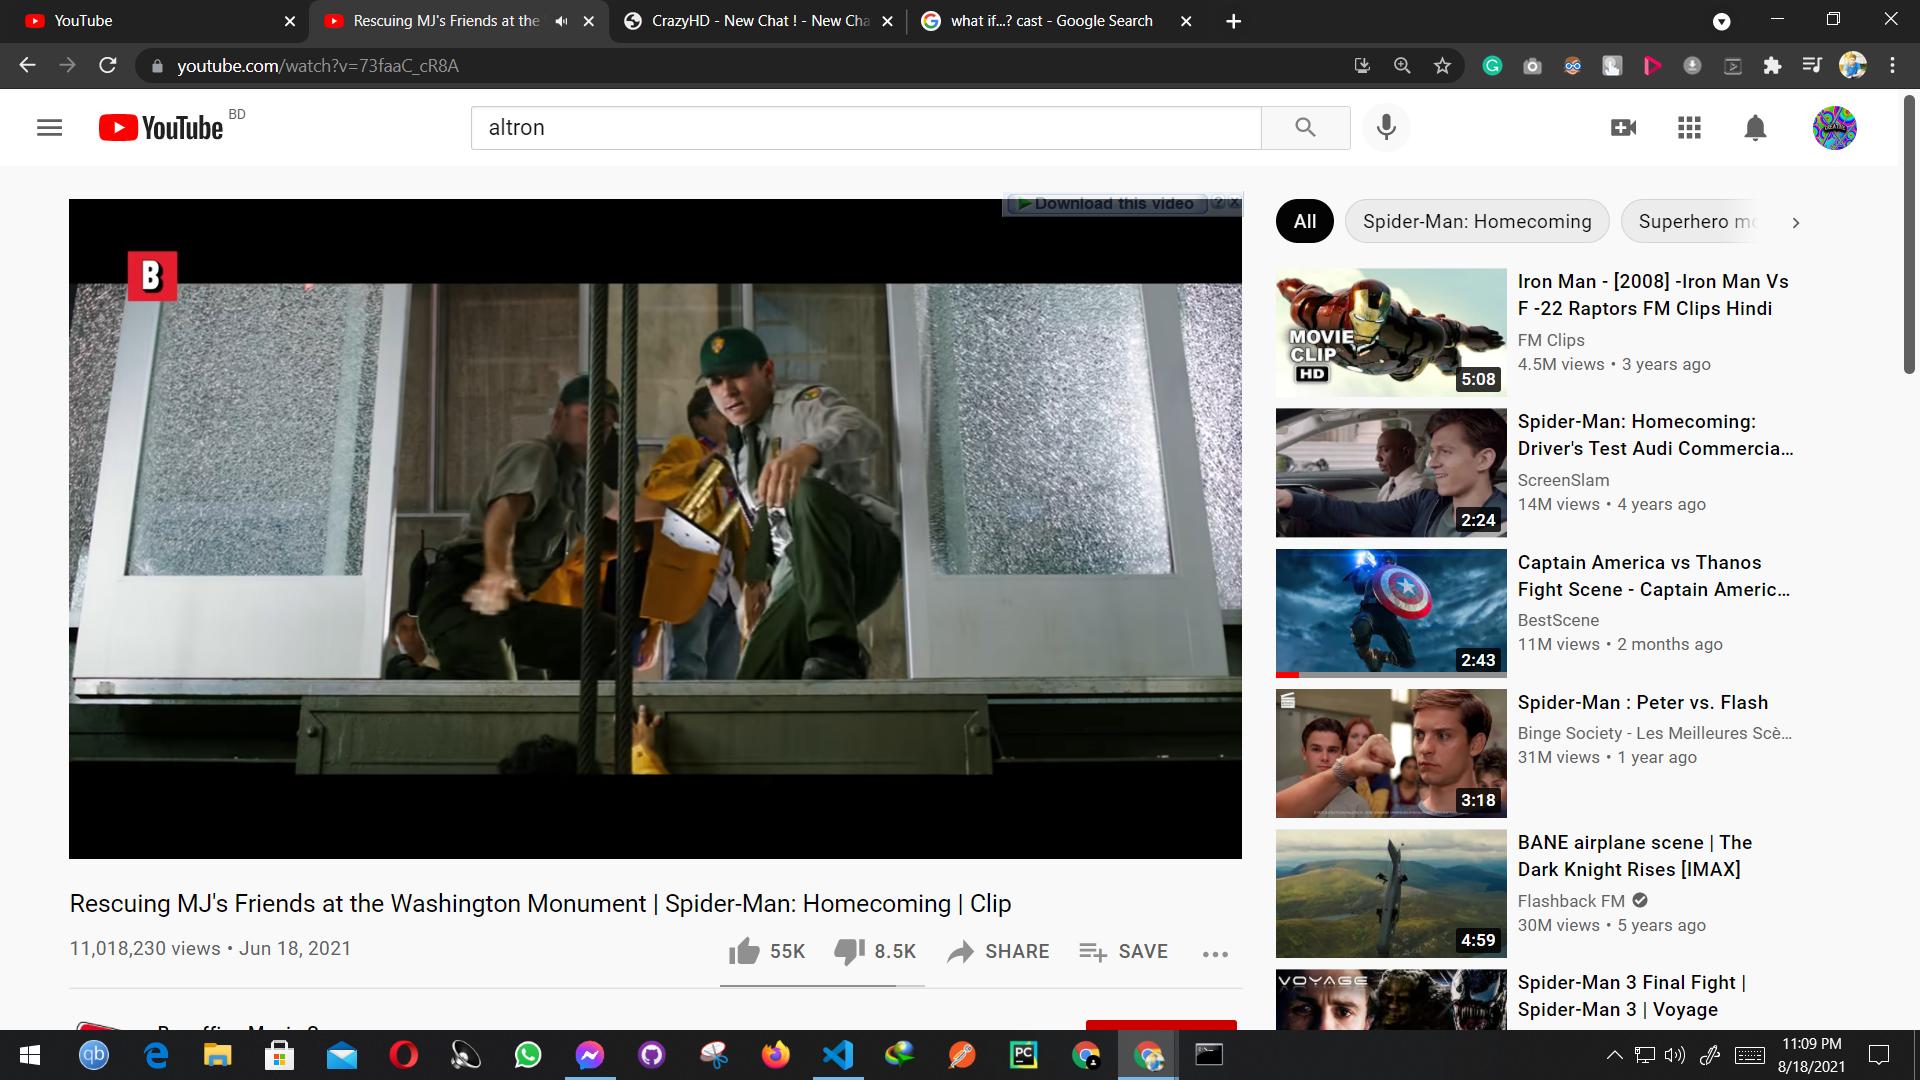 YouTube
Rescuing MJ's Friends at the
CrazyHD - New Chat ! - New Cha
what if...? cast - Google Search
youtube.com/watch?v=73faaC_cR8A
YouTube BD
altron
Download this video
B
All
Spider-Man: Homecoming
Superhero mo
Iron Man - [2008] -Iron Man Vs
F -22 Raptors FM Clips Hindi
FM Clips
4.5M views • 3 years ago
MOVIE
CLIP
HD
5:08
Spider-Man: Homecoming:
Driver's Test Audi Commercia...
ScreenSlam
14M views • 4 years ago
2:24
Captain America vs Thanos
Fight Scene - Captain Americ...
BestScene
11M views • 2 months ago
2:43
Spider-Man : Peter vs. Flash
Binge Society - Les Meilleures Scè...
31M views • 1 year ago
3:18
BANE airplane scene | The
Dark Knight Rises [IMAX]
Flashback FM
30M views • 5 years ago
4:59
VOYAGE
Spider-Man 3 Final Fight |
Spider-Man 3 | Voyage
Rescuing MJ's Friends at the Washington Monument | Spider-Man: Homecoming | Clip
11,018,230 views • Jun 18, 2021
55K
8.5K
SHARE
SAVE
qb
PC
11:09 PM
8/18/2021